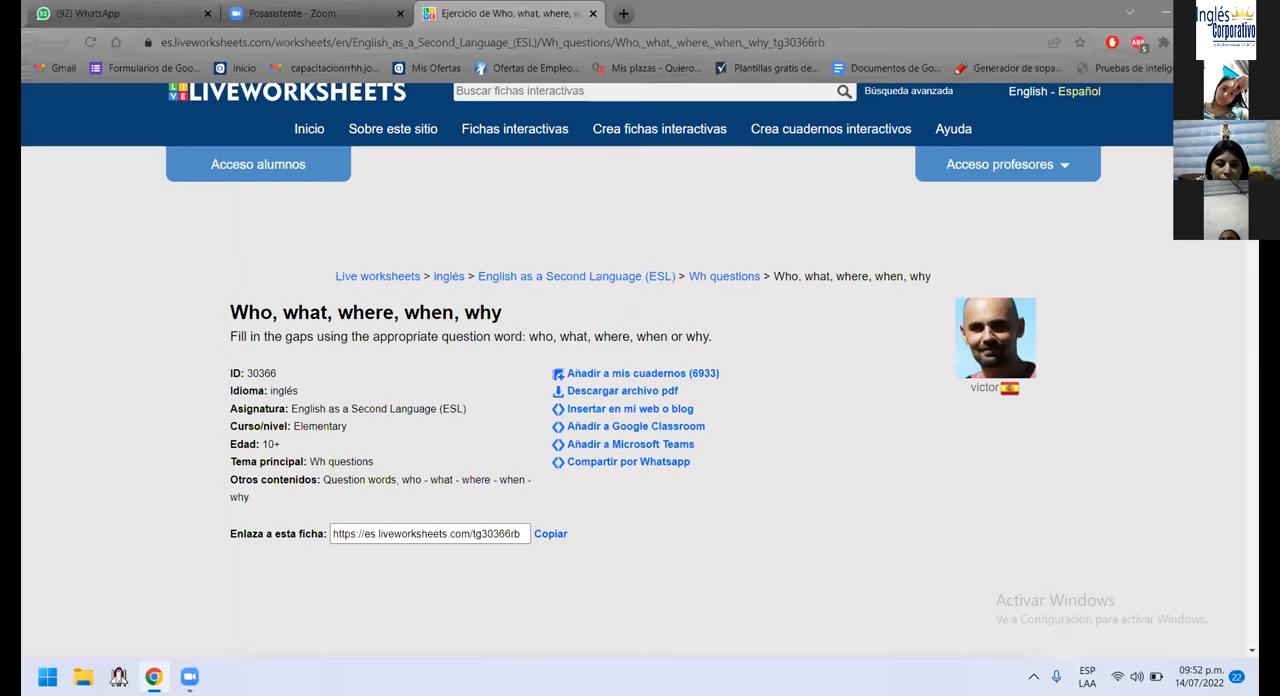 (92) WhatsApp
Posasistente - Zoom
Ejercicio de Who, what, where, w
es.liveworksheets.com/worksheets/en/English_as_a_Second_Language_(ESL)/Wh_questions/Who,_what,_where,_when,_why_tg30366rb
Gmail
Formularios de Goo...
Inicio
capacitacionrrhh.jo...
Mis Ofertas
Ofertas de Empleo...
Mis plazas - Quiero...
Plantillas gratis de...
Documentos de Go...
Generador de sopa...
Pruebas de Intelig
Inglés
Corporativo
LIVEWORKSHEETS
Buscar fichas interactivas
Búsqueda avanzada
English - Español
Inicio
Sobre este sitio
Fichas interactivas
Crea fichas interactivas
Crea cuadernos interactivos
Ayuda
Acceso alumnos
Acceso profesores
Live worksheets > inglés > English as a Second Language (ESL) > Wh questions > Who, what, where, when, why
Who, what, where, when, why
Fill in the gaps using the appropriate question word: who, what, where, when or why.
ID: 30366
Idioma: inglés
Asignatura: English as a Second Language (ESL)
Curso/nivel: Elementary
Edad: 10+
Tema principal: Wh questions
Otros contenidos: Question words, who - what - where - when -
why
Añadir a mis cuadernos (6933)
Descargar archivo pdf
Insertar en mi web o blog
Añadir a Google Classroom
Añadir a Microsoft Teams
Compartir por Whatsapp
victor
Enlaza a esta ficha: https://es.liveworksheets.com/tg30366rb Copiar
Activar Windows
Ve a Configuración para activar Windows.
ESP
LAA
09:52 p.m.
14/07/2022
22